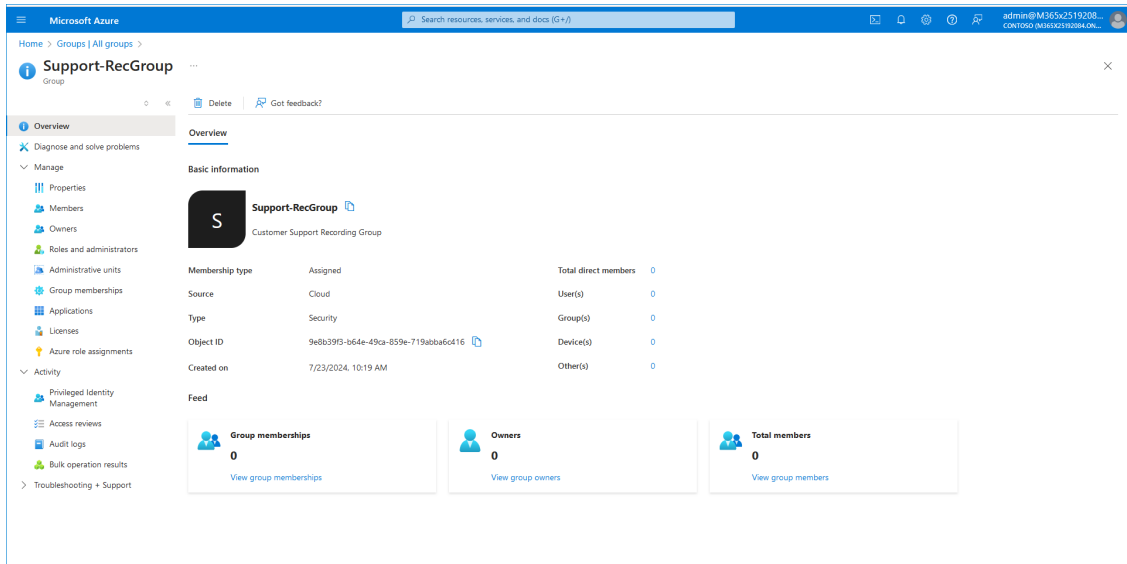 Microsoft Azure
Search resources, services, and docs (G+/)
admin@M365x2519208...
CONTOSO (M365X25192084.ON...
Home > Groups | All groups >
Support-RecGroup ...
Group
Delete
Got feedback?
Overview
Diagnose and solve problems
Manage
Properties
Members
Owners
Roles and administrators
Administrative units
Group memberships
Applications
Licenses
Azure role assignments
Activity
Privileged Identity
Management
Access reviews
Audit logs
Bulk operation results
Troubleshooting + Support
Overview
Basic information
S
Support-RecGroup
Customer Support Recording Group
Membership type Assigned Total direct members 0
Source Cloud User(s) 0
Type Security Group(s) 0
Object ID 9e8b39f3-b64e-49ca-859e-719abba6c416 Device(s) 0
Created on 7/23/2024, 10:19 AM Other(s) 0
Feed
Group memberships
0
View group memberships
Owners
0
View group owners
Total members
0
View group members